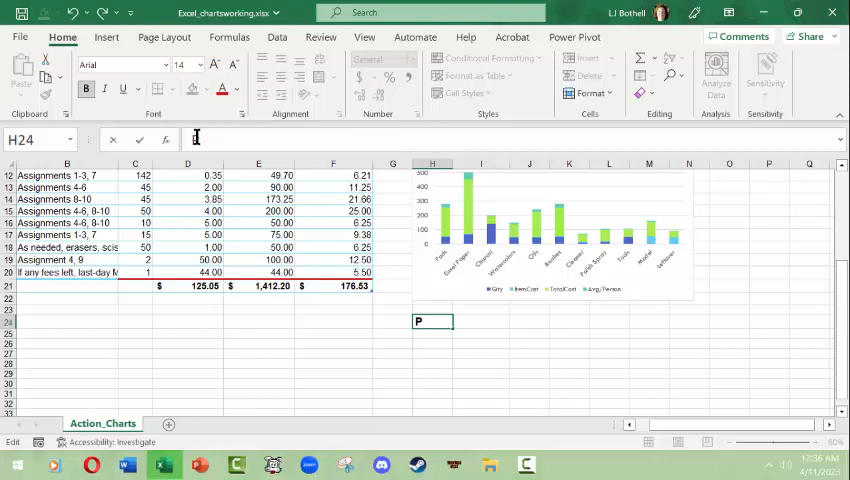 Excel_chartsworking.xlsx
Search
LJ Bothell
File Home Insert Page Layout Formulas Data Review View Automate Help Acrobat Power Pivot
Comments Share
Paste
Arial 14 A A
B I U A
General
$ % 9
Conditional Formatting
Format as Table
Cell Styles
Insert
Delete
Format
Analyze Data
Sensitivity
Clipboard Font Alignment Number Styles Cells Editing Analysis Sensitivity
H24 fx
B C D E F G H I J K L M N O P Q
12 Assignments 1-3, 7 142 0.35 49.70 6.21
13 Assignments 4-6 45 2.00 90.00 11.25
14 Assignments 8-10 45 3.85 173.25 21.66
15 Assignments 4-6, 8-10 50 4.00 200.00 25.00
16 Assignments 4-6, 8-10 10 5.00 50.00 6.25
17 Assignments 1-3, 7 15 5.00 75.00 9.38
18 As needed, erasers, scis 50 1.00 50.00 6.25
19 Assignment 4, 9 2 50.00 100.00 12.50
20 If any fees left, last-day M 1 44.00 44.00 5.50
21 $ 125.05 $ 1,412.20 $ 176.53
22
23
24 P
25
26
27
28
29
30
31
32
33
500
400
300
200
100
0
Pads Easel Paper Charcoal Watercolors Oils Brushes Cleaner Polish Spray Tools Model Leftover
Qnty ItemCost TotalCost Avg/Person
Action_Charts
Edit Accessibility: Investigate
60%
12:36 AM
4/11/2023